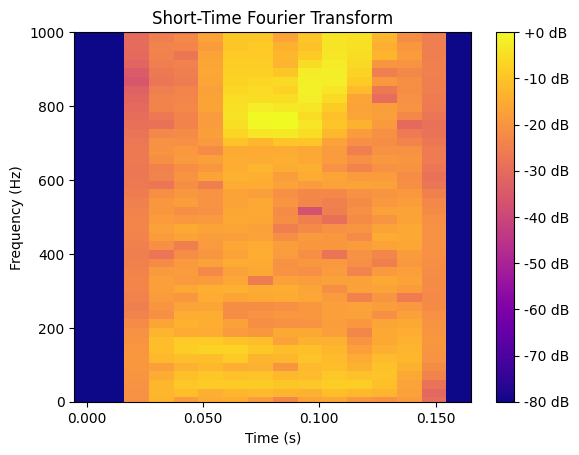 Short-Time Fourier Transform
1000
800
600
400
200
0
Frequency (Hz)
0.000
0.050
0.100
0.150
Time (s)
+0 dB
-10 dB
-20 dB
-30 dB
-40 dB
-50 dB
-60 dB
-70 dB
-80 dB